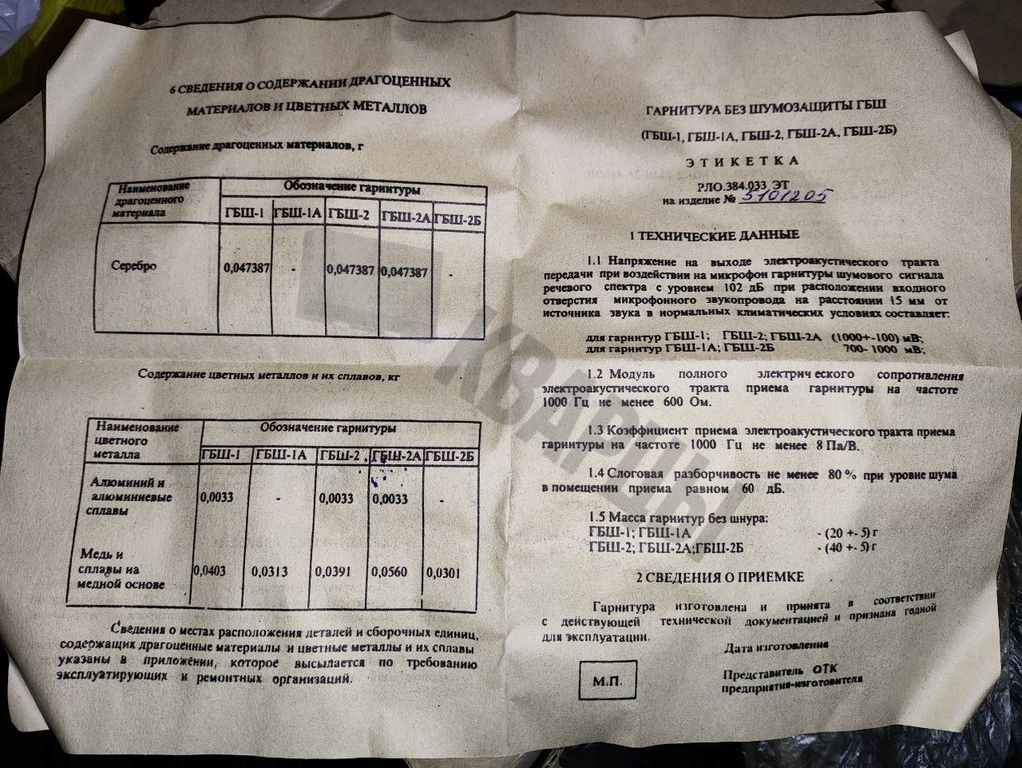 6 СВЕДЕНИЯ О СОДЕРЖАНИИ ДРАГОЦЕННЫХ
МАТЕРИАЛОВ И ЦВЕТНЫХ МЕТАЛЛОВ
Содержание драгоценных материалов, г
Наименование драгоценного материала
Обозначение гарнитуры
ГБШ-1 ГБШ-1А ГБШ-2 ГБШ-2А ГБШ-2Б
Серебро 0,047387 - 0,047387 0,047387 -
Содержание цветных металлов и их сплавов, кг
Наименование цветного металла
Обозначение гарнитуры
ГБШ-1 ГБШ-1А ГБШ-2 ГБШ-2А ГБШ-2Б
Алюминий и алюминиевые сплавы 0,0033 - 0,0033 0,0033 -
Медь и сплавы на медной основе 0,0403 0,0313 0,0391 0,0560 0,0301
Сведения о местах расположения деталей и сборочных единиц,
содержащих драгоценные материалы и цветные металлы и их сплавы
указаны в приложении, которое высылается по требованию
эксплуатирующих и ремонтных организаций.
ГАРНИТУРА БЕЗ ШУМОЗАЩИТЫ ГБШ
(ГБШ-1, ГБШ-1А, ГБШ-2, ГБШ-2А, ГБШ-2Б)
ЭТИКЕТКА
РЛО.384.033 ЭТ
на изделие № 5101205
1 ТЕХНИЧЕСКИЕ ДАННЫЕ
1.1 Напряжение на выходе электроакустического тракта
передачи при воздействии на микрофон гарнитуры шумового сигнала
речевого спектра с уровнем 102 дБ при расположении входного
отверстия микрофонного звукопровода на расстоянии 15 мм от
источника звука в нормальных климатических условиях составляет:
для гарнитур ГБШ-1; ГБШ-2; ГБШ-2А (1000+-100) мВ;
для гарнитур ГБШ-1А; ГБШ-2Б 700- 1000 мВ;
1.2 Модуль полного электрического сопротивления
электроакустического тракта приема гарнитуры на частоте
1000 Гц не менее 600 Ом.
1.3 Коэффициент приема электроакустического тракта приема
гарнитуры на частоте 1000 Гц не менее 8 Па/В.
1.4 Слоговая разборчивость не менее 80 % при уровне шума
в помещении приема равном 60 дБ.
1.5 Масса гарнитур без шнура:
ГБШ-1; ГБШ-1А - (20 +- 5) г
ГБШ-2; ГБШ-2А;ГБШ-2Б - (40 +- 5) г
2 СВЕДЕНИЯ О ПРИЕМКЕ
Гарнитура изготовлена и принята в соответствии
с действующей технической документацией и признана годной
для эксплуатации.
Дата изготовления
М.П.
Представитель ОТК
предприятия-изготовителя